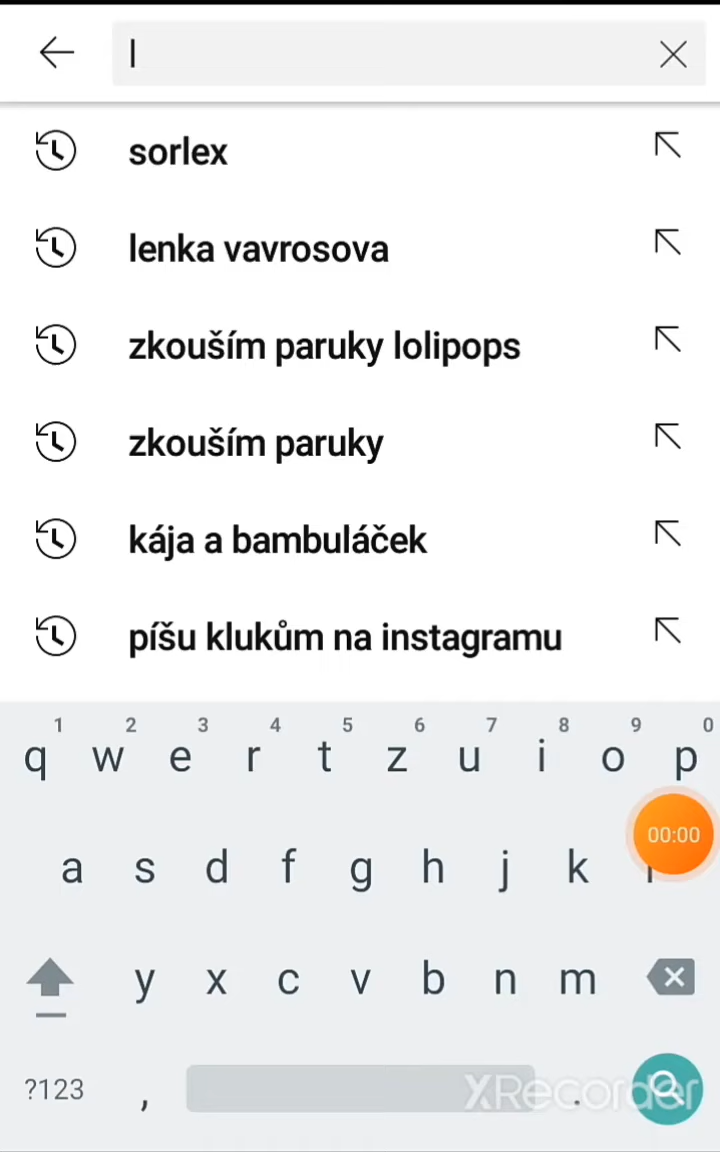 sorlex
lenka vavrosova
zkouším paruky lolipops
zkouším paruky
kája a bambuláček
píšu klukům na instagramu
1 2 3 4 5 6 7 8 9 0
q w e r t z u i o p
00:00
a s d f g h j k l
y x c v b n m
?123 , .
XRecorder